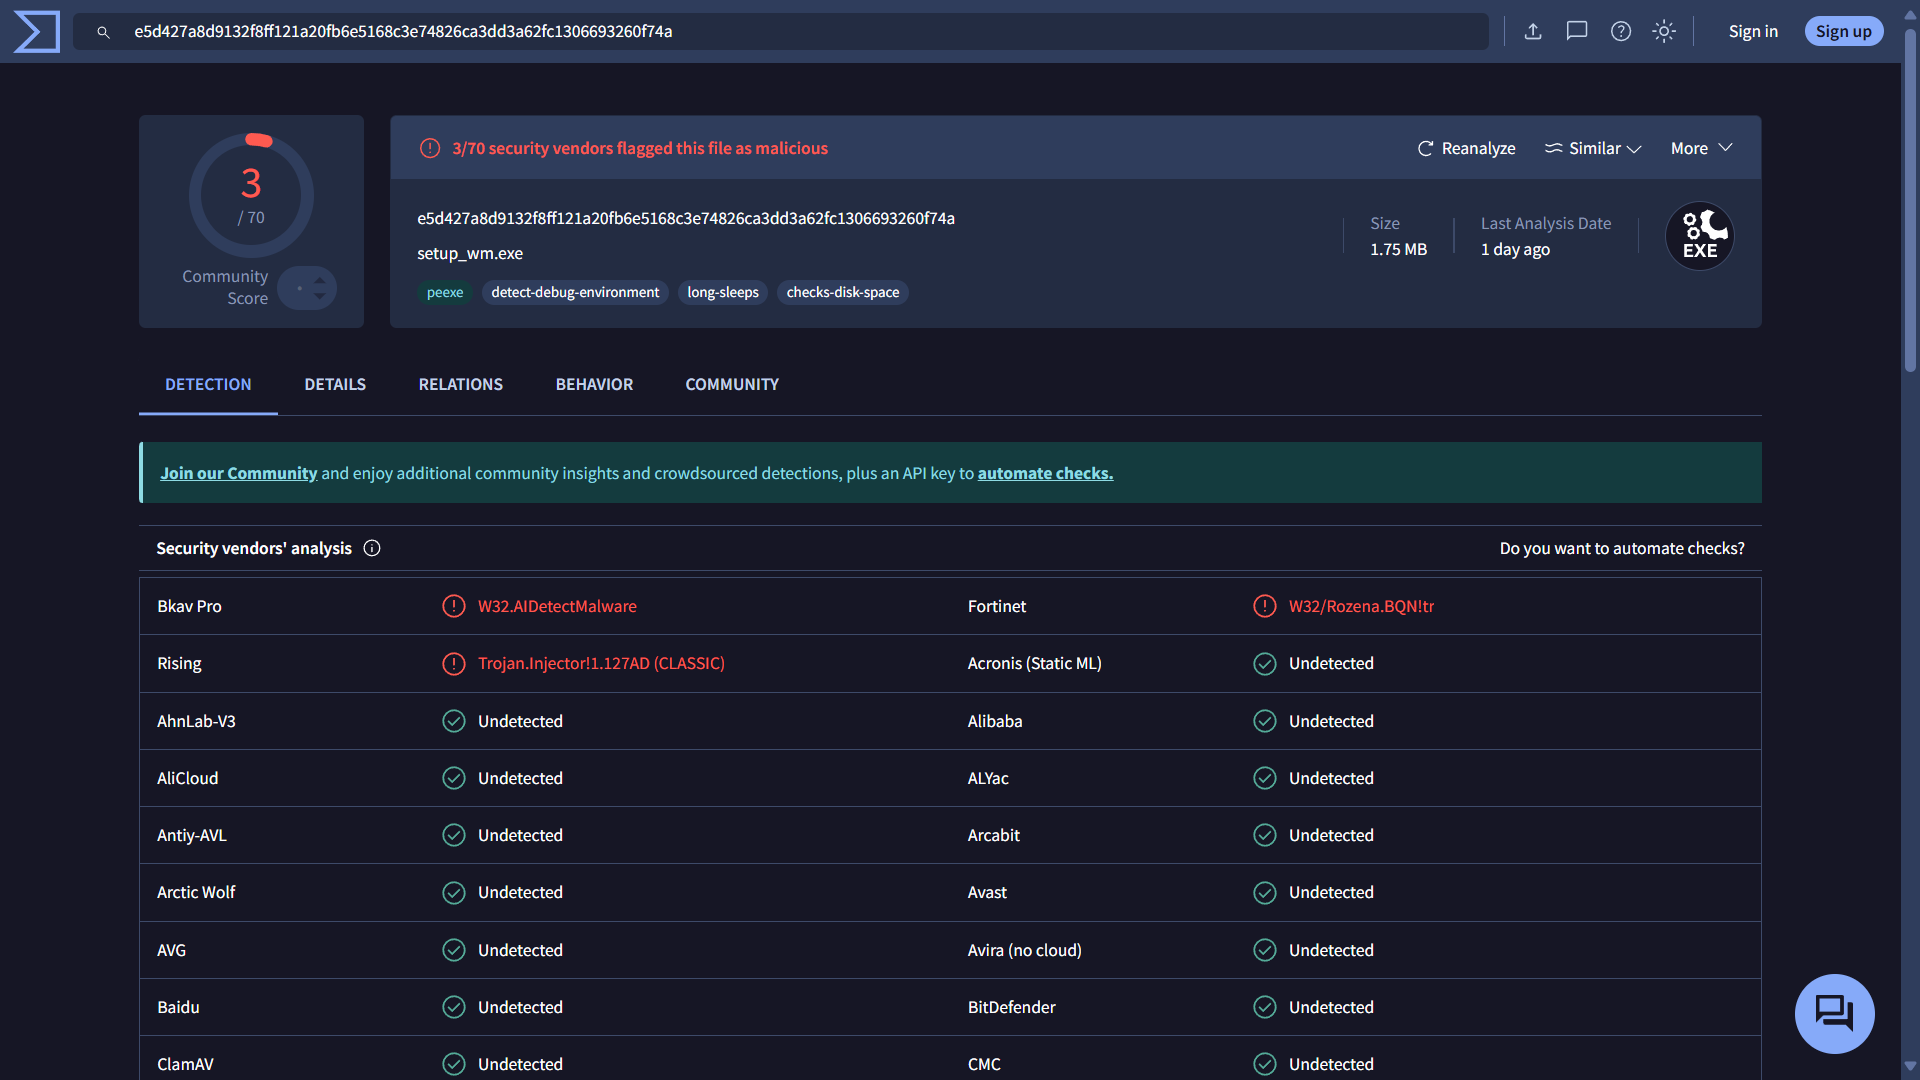 e5d427a8d9132f8ff121a20fb6e5168c3e74826ca3dd3a62fc1306693260f74a
Sign in
Sign up
3
/ 70
Community
Score
3/70 security vendors flagged this file as malicious
Reanalyze
Similar
More
e5d427a8d9132f8ff121a20fb6e5168c3e74826ca3dd3a62fc1306693260f74a
setup_wm.exe
peexe
detect-debug-environment
long-sleeps
checks-disk-space
Size
1.75 MB
Last Analysis Date
1 day ago
EXE
DETECTION
DETAILS
RELATIONS
BEHAVIOR
COMMUNITY
Join our Community and enjoy additional community insights and crowdsourced detections, plus an API key to automate checks.
Security vendors' analysis
Do you want to automate checks?
Bkav Pro
W32.AIDetectMalware
Fortinet
W32/Rozena.BQN!tr
Rising
Trojan.Injector!1.127AD (CLASSIC)
Acronis (Static ML)
Undetected
AhnLab-V3
Undetected
Alibaba
Undetected
AliCloud
Undetected
ALYac
Undetected
Antiy-AVL
Undetected
Arcabit
Undetected
Arctic Wolf
Undetected
Avast
Undetected
AVG
Undetected
Avira (no cloud)
Undetected
Baidu
Undetected
BitDefender
Undetected
ClamAV
Undetected
CMC
Undetected